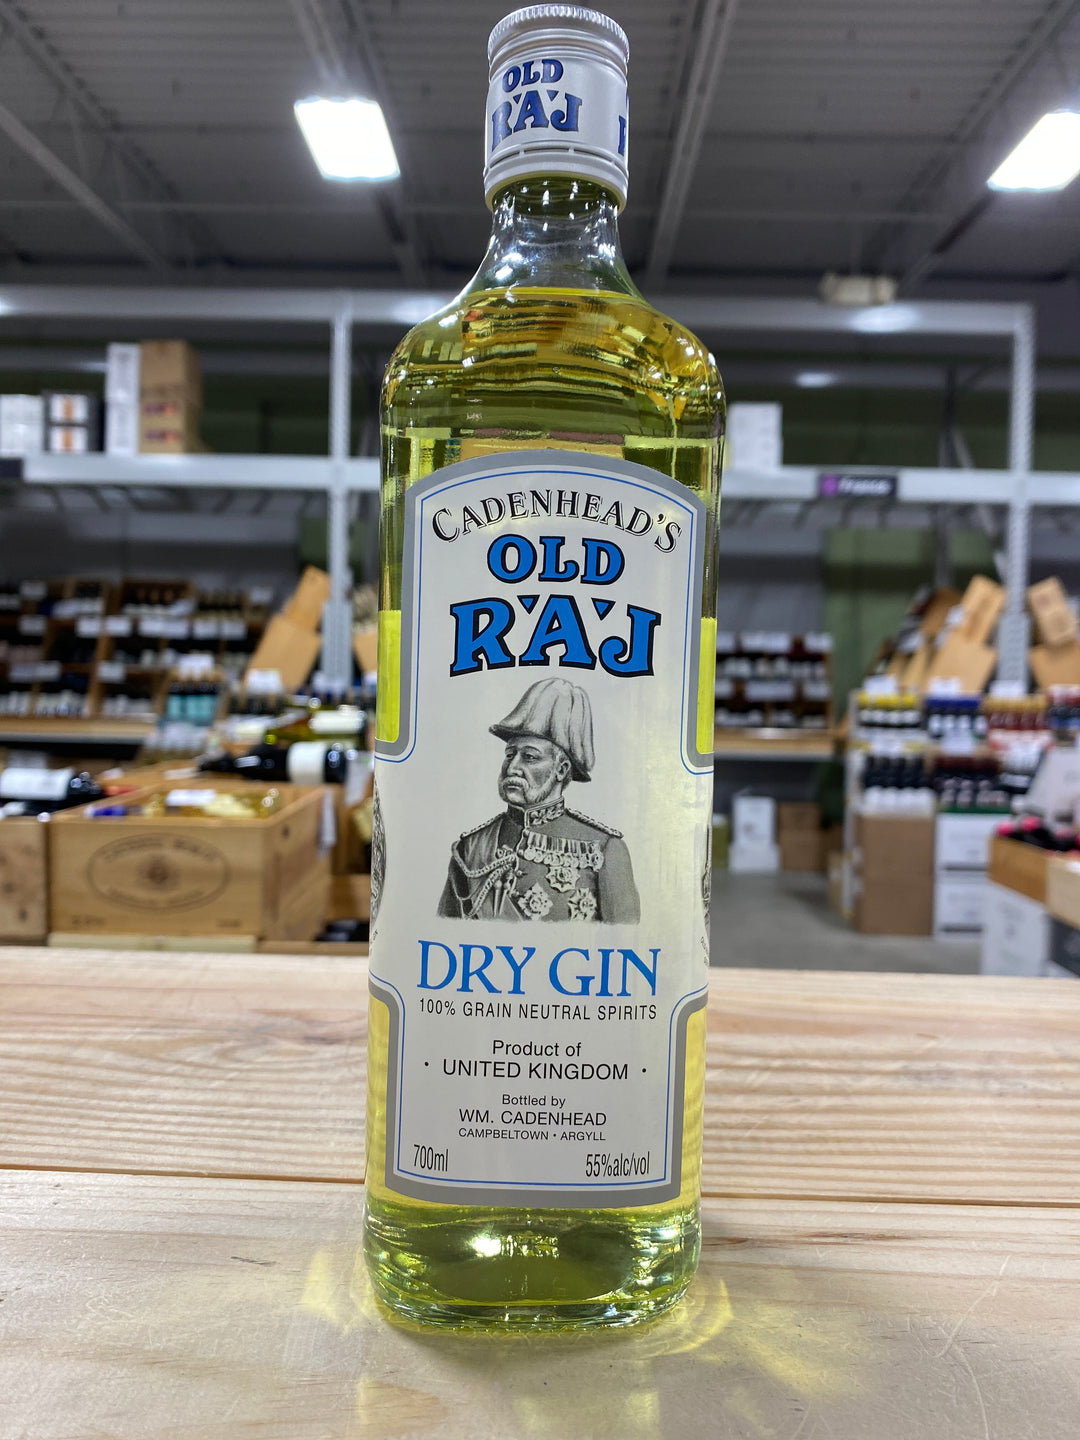 OLD
RAJ
CADENHEAD'S
OLD
RAJ
DRY GIN
100% GRAIN NEUTRAL SPIRITS
Product of
• UNITED KINGDOM •
Bottled by
WM. CADENHEAD
CAMPBELTOWN • ARGYLL
700ml 55%alc/vol
France